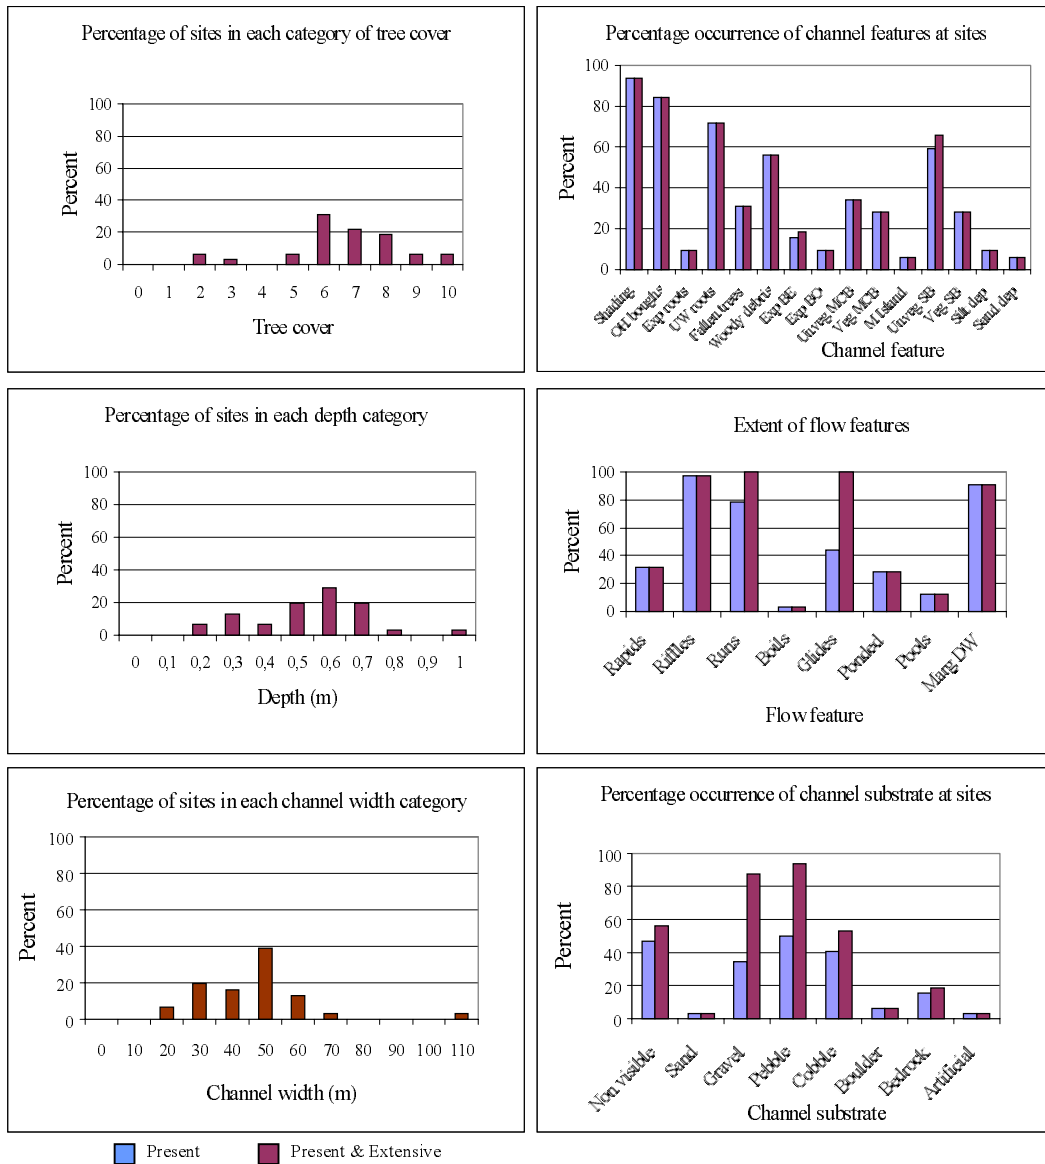 Percentage of sites in each category of tree cover
100
80
60
40
20
0
Percent
0 1 2 3 4 5 6 7 8 9 10
Tree cover
Percentage occurrence of channel features at sites
100
80
60
40
20
0
Percent
Shading
OH boughs
Exp roots
UW roots
Fallen trees
Woody debris
Exp BE
Exp BO
Unveg MCB
Veg MCB
M Island
Unveg SB
Veg SB
Silt dep
Sand dep
Channel feature
Percentage of sites in each depth category
100
80
60
40
20
0
Percent
0 0,1 0,2 0,3 0,4 0,5 0,6 0,7 0,8 0,9 1
Depth (m)
Extent of flow features
100
80
60
40
20
0
Percent
Rapids
Riffles
Runs
Boils
Glides
Ponded
Pools
Marg DW
Flow feature
Percentage of sites in each channel width category
100
80
60
40
20
0
Percent
0 10 20 30 40 50 60 70 80 90 100 110
Channel width (m)
Percentage occurrence of channel substrate at sites
100
80
60
40
20
0
Percent
Non visible
Sand
Gravel
Pebble
Cobble
Boulder
Bedrock
Artificial
Channel substrate
Present
Present & Extensive